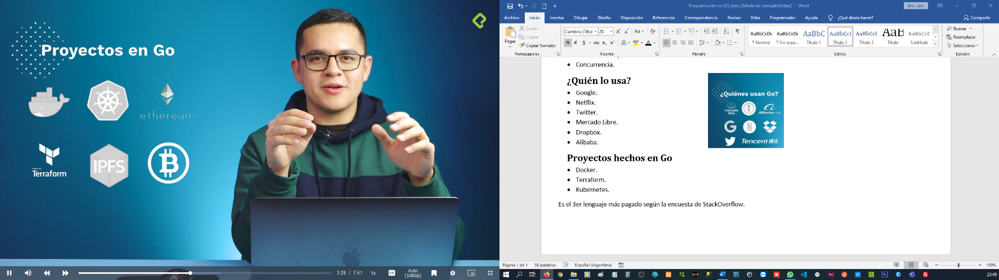 Proyectos en Go
ethereum
Terraform
IPFS
3:28 / 7:51
1x
CC
Auto
(1080p)
Programación en GO.docx [Modo de compatibilidad] - Word
Inic. ses.
Archivo Inicio Insertar Dibujar Diseño Disposición Referencias Correspondencia Revisar Vista Programador Ayuda ¿Qué desea hacer? Compartir
Pegar
Cortar
Copiar
Copiar formato
Portapapeles
Cambria (Títul 20
N K S abc x₂ x²
Fuente
Párrafo
AaBbCcDc AaBbCcDc AaBbC AaBbCcI AaBbCcD AaB AaBbCcD
¶ Normal ¶ Sin espa... Título 1 Título 2 Título 3 Título Subtítulo
Estilos
Buscar
Reemplazar
Seleccionar
Edición
Concurrencia.
¿Quién lo usa?
Google.
Netflix.
Twitter.
Mercado Libre.
Dropbox.
Alibaba.
¿Quiénes usan Go?
mercado
libre
Alibaba.com
Tencent 腾讯
Proyectos hechos en Go
Docker.
Terraform.
Kubernetes.
Es el 3er lenguaje más pagado según la encuesta de StackOverflow.
Página 1 de 1 38 palabras Español (Argentina) 100%
22:49